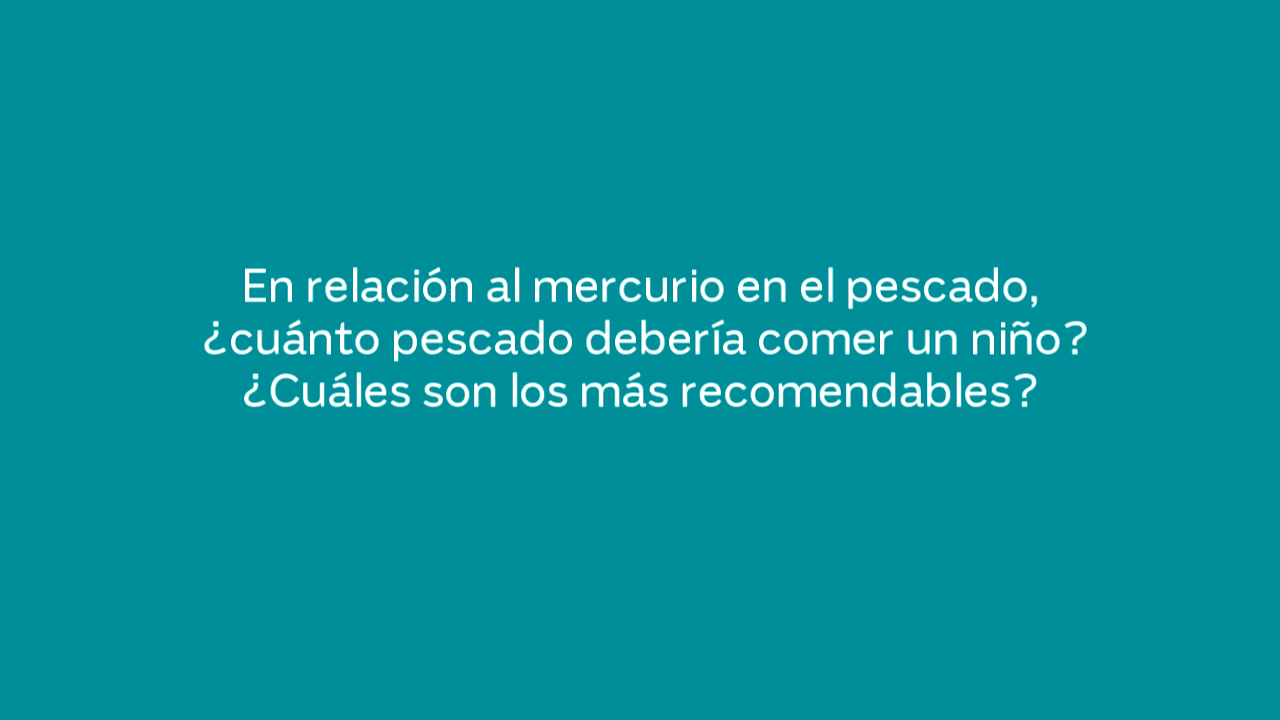 En relación al mercurio en el pescado,
¿cuánto pescado debería comer un niño?
¿Cuáles son los más recomendables?